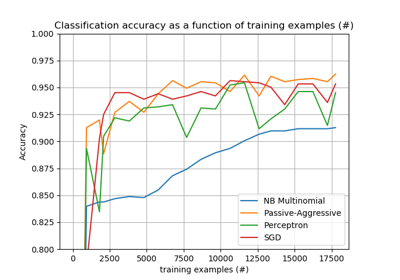 Classification accuracy as a function of training examples (#)
1.000
0.975
0.950
0.925
0.900
0.875
0.850
0.825
0.800
Accuracy
NB Multinomial
Passive-Aggressive
Perceptron
SGD
0 2500 5000 7500 10000 12500 15000 17500
training examples (#)